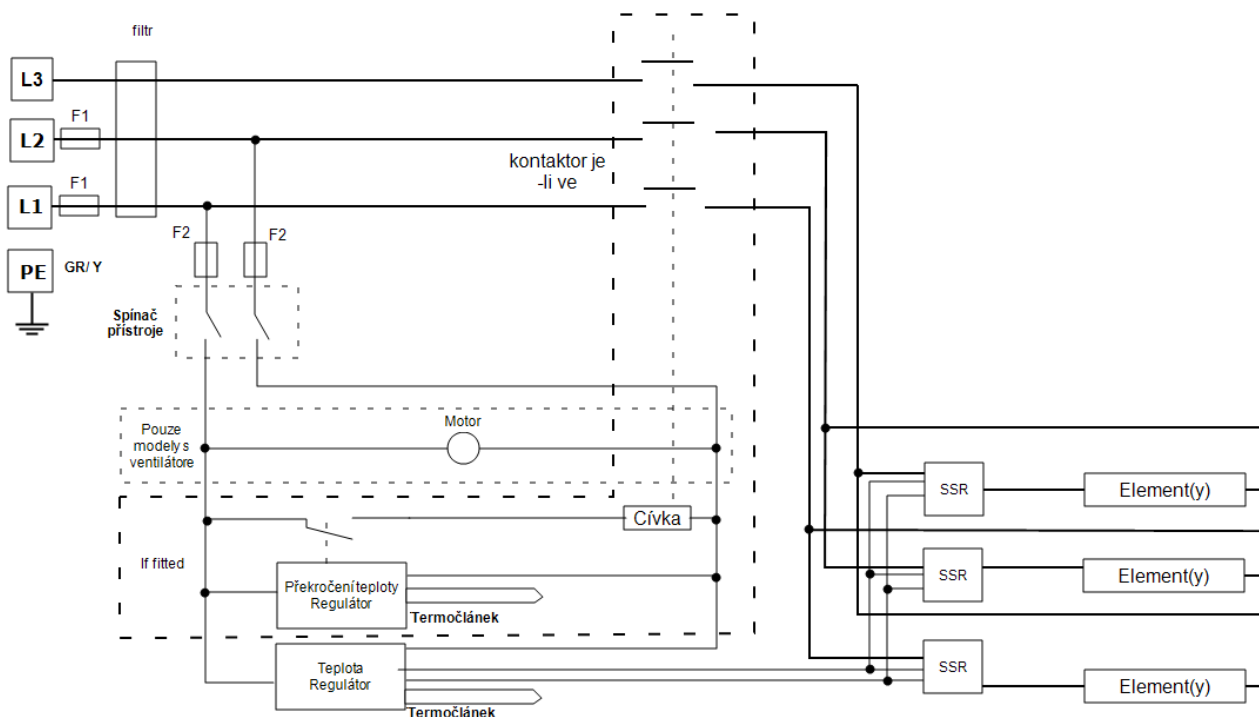 filtr
L3
F1
L2
kontaktor je
-li ve
F1
L1
F2
F2
PE
GR/Y
Spínač
přístroje
Pouze
modely s
ventilátore
Motor
SSR
Element(y)
Cívka
If fitted
Překročení teploty
Regulátor
Termočlánek
SSR
Element(y)
Teplota
Regulátor
Termočlánek
SSR
Element(y)